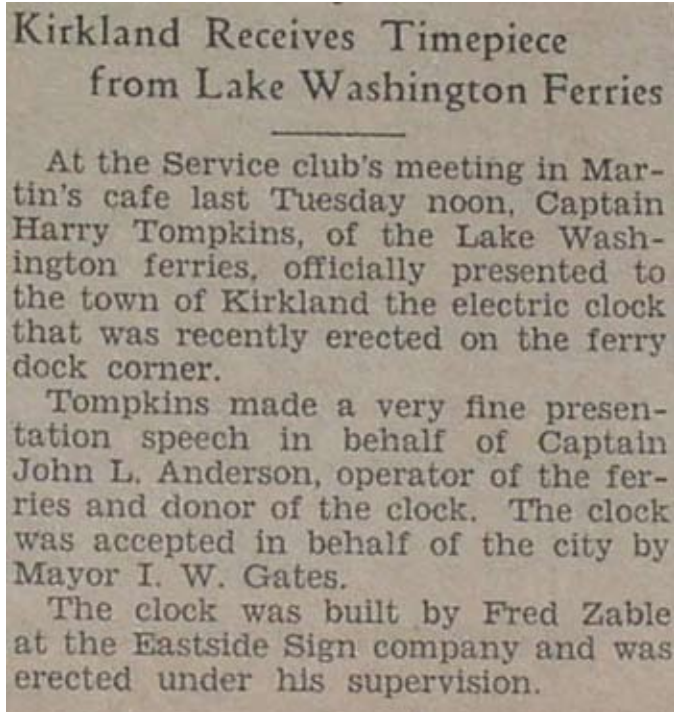 Kirkland Receives Timepiece
from Lake Washington Ferries
At the Service club's meeting in Mar-
tin's cafe last Tuesday noon, Captain
Harry Tompkins, of the Lake Wash-
ington ferries, officially presented to
the town of Kirkland the electric clock
that was recently erected on the ferry
dock corner.
Tompkins made a very fine presen-
tation speech in behalf of Captain
John L. Anderson, operator of the fer-
ries and donor of the clock. The clock
was accepted in behalf of the city by
Mayor I. W. Gates.
The clock was built by Fred Zable
at the Eastside Sign company and was
erected under his supervision.